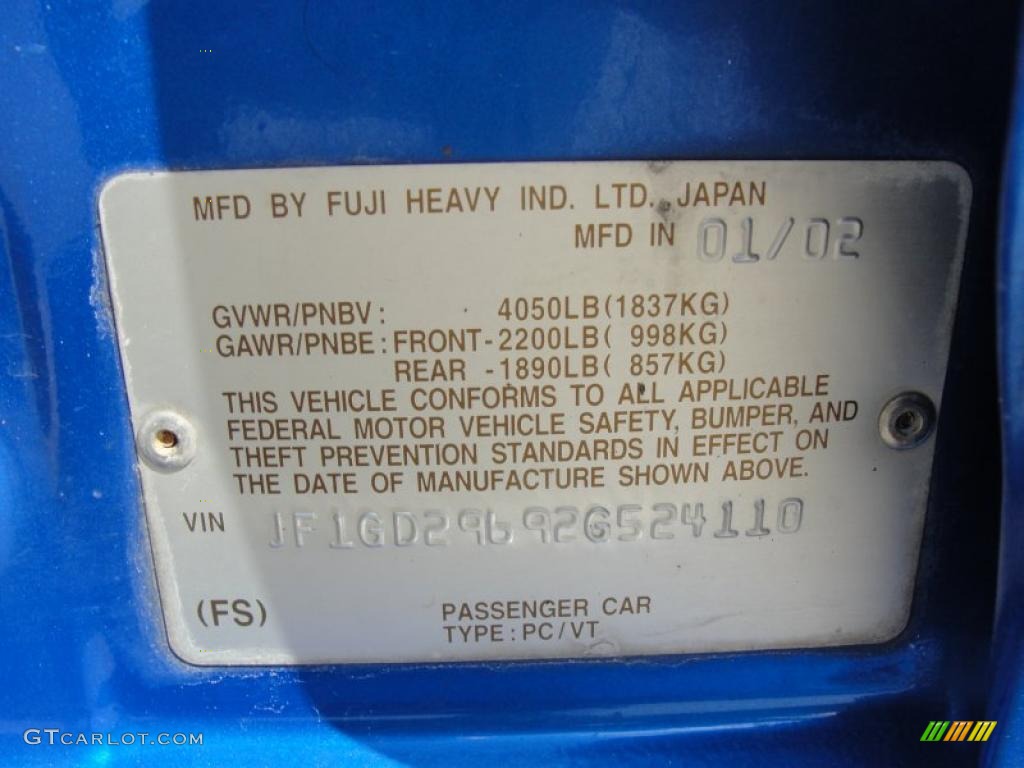 MFD BY FUJI HEAVY IND. LTD. JAPAN
MFD IN 01/02
GVWR/PNBV: 4050LB(1837KG)
GAWR/PNBE: FRONT-2200LB( 998KG)
REAR -1890LB( 857KG)
THIS VEHICLE CONFORMS TO ALL APPLICABLE
FEDERAL MOTOR VEHICLE SAFETY, BUMPER, AND
THEFT PREVENTION STANDARDS IN EFFECT ON
THE DATE OF MANUFACTURE SHOWN ABOVE.
VIN JF1GD29692G524110
(FS) PASSENGER CAR
TYPE: PC/VT
GTCARLOT.COM